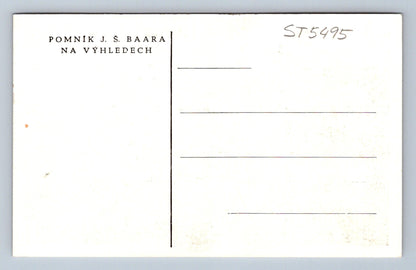 POMNÍK J. Š. BAARA
NA VÝHLEDECH
ST5495